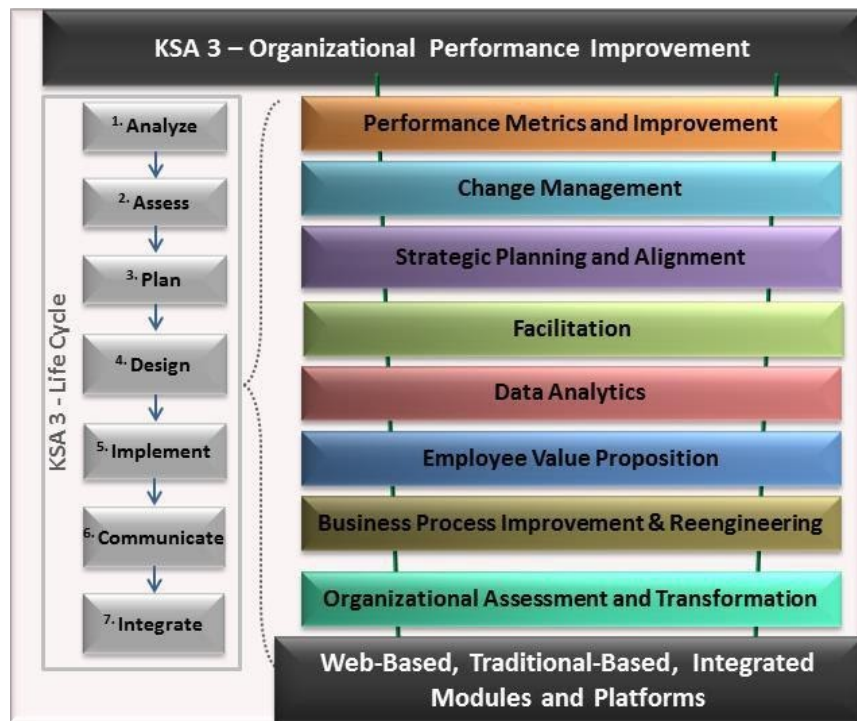 KSA 3 – Organizational Performance Improvement
KSA 3 - Life Cycle
1. Analyze
2. Assess
3. Plan
4. Design
5. Implement
6. Communicate
7. Integrate
Performance Metrics and Improvement
Change Management
Strategic Planning and Alignment
Facilitation
Data Analytics
Employee Value Proposition
Business Process Improvement & Reengineering
Organizational Assessment and Transformation
Web-Based, Traditional-Based, Integrated
Modules and Platforms